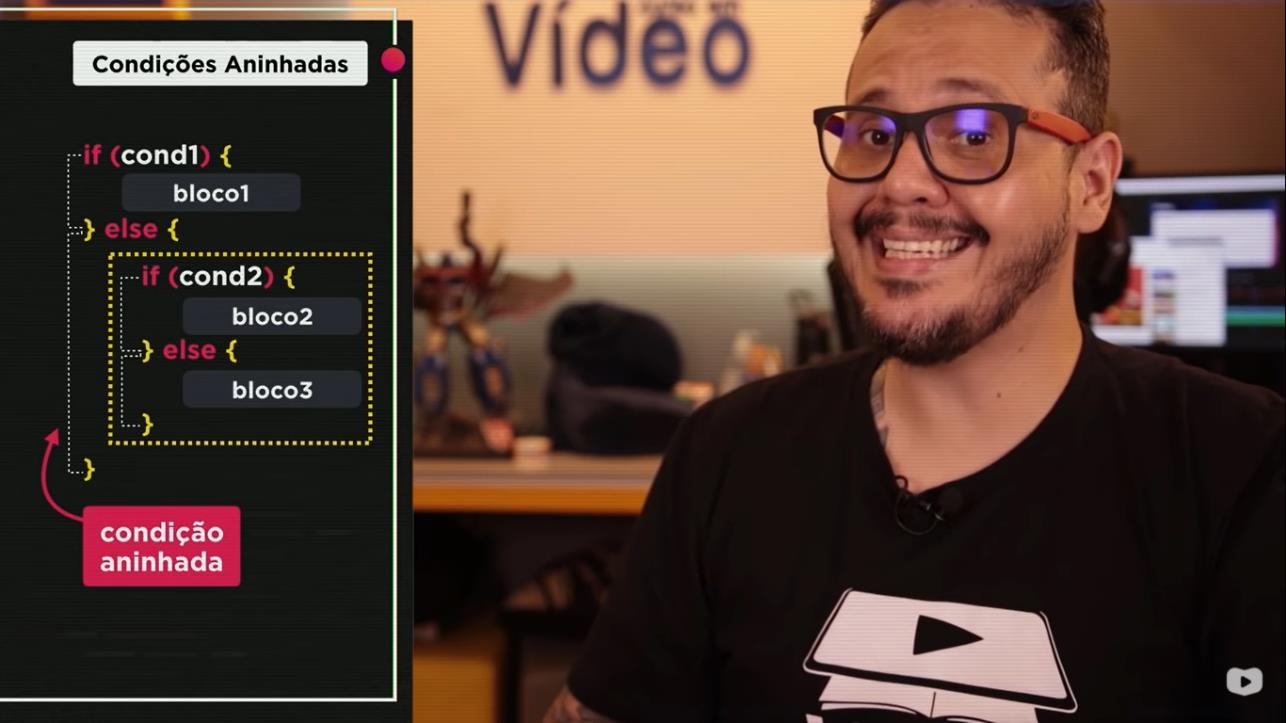 Vídeo
Condições Aninhadas
if (cond1) {
bloco1
} else {
if (cond2) {
bloco2
} else {
bloco3
}
}
condição
aninhada